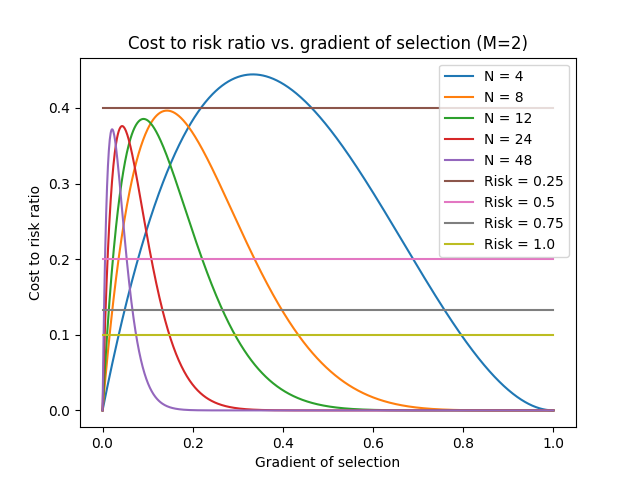 Cost to risk ratio vs. gradient of selection (M=2)
N = 4
N = 8
N = 12
N = 24
N = 48
Risk = 0.25
Risk = 0.5
Risk = 0.75
Risk = 1.0
Cost to risk ratio
0.4
0.3
0.2
0.1
0.0
0.0 0.2 0.4 0.6 0.8 1.0
Gradient of selection